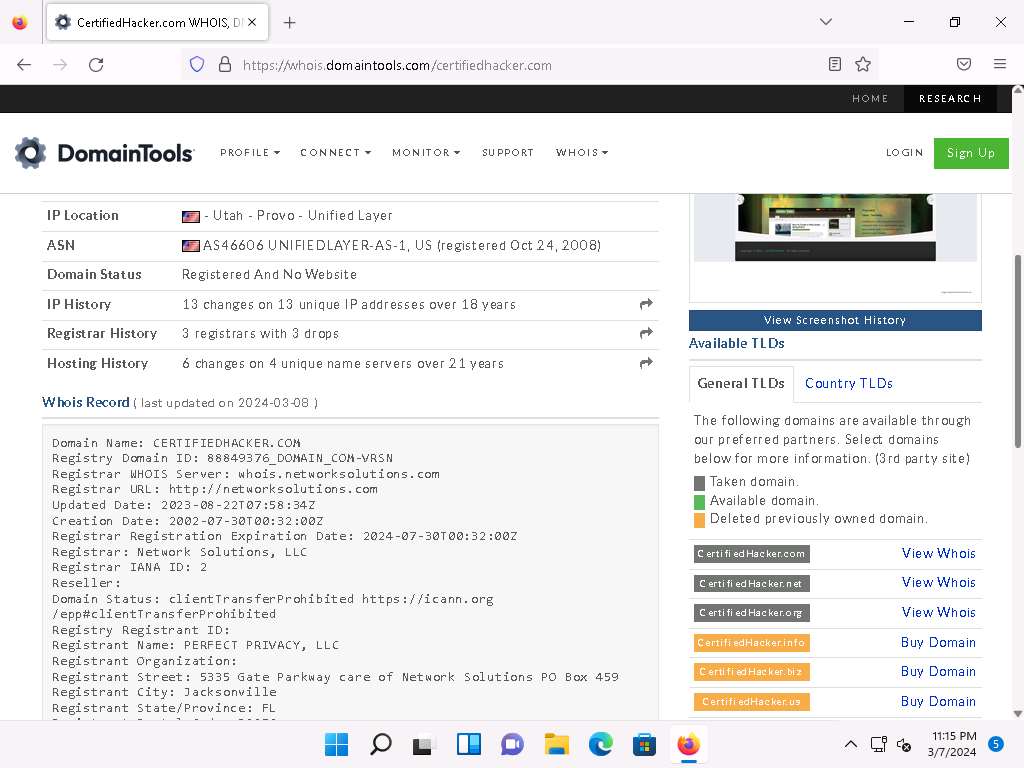 CertifiedHacker.com WHOIS, D
https://whois.domaintools.com/certifiedhacker.com
HOME
RESEARCH
DomainTools
PROFILE
CONNECT
MONITOR
SUPPORT
WHOIS
LOGIN
Sign Up
IP Location
- Utah - Provo - Unified Layer
ASN
AS46606 UNIFIEDLAYER-AS-1, US (registered Oct 24, 2008)
Domain Status
Registered And No Website
IP History
13 changes on 13 unique IP addresses over 18 years
Registrar History
3 registrars with 3 drops
Hosting History
6 changes on 4 unique name servers over 21 years
Whois Record ( last updated on 2024-03-08 )
Domain Name: CERTIFIEDHACKER.COM
Registry Domain ID: 88849376_DOMAIN_COM-VRSN
Registrar WHOIS Server: whois.networksolutions.com
Registrar URL: http://networksolutions.com
Updated Date: 2023-08-22T07:58:34Z
Creation Date: 2002-07-30T00:32:00Z
Registrar Registration Expiration Date: 2024-07-30T00:32:00Z
Registrar: Network Solutions, LLC
Registrar IANA ID: 2
Reseller:
Domain Status: clientTransferProhibited https://icann.org
/epp#clientTransferProhibited
Registry Registrant ID:
Registrant Name: PERFECT PRIVACY, LLC
Registrant Organization:
Registrant Street: 5335 Gate Parkway care of Network Solutions PO Box 459
Registrant City: Jacksonville
Registrant State/Province: FL
View Screenshot History
Available TLDs
General TLDs
Country TLDs
The following domains are available through
our preferred partners. Select domains
below for more information. (3rd party site)
Taken domain.
Available domain.
Deleted previously owned domain.
CertifiedHacker.com
View Whois
CertifiedHacker.net
View Whois
CertifiedHacker.org
View Whois
CertifiedHacker.info
Buy Domain
CertifiedHacker.biz
Buy Domain
CertifiedHacker.us
Buy Domain
11:15 PM
3/7/2024
5